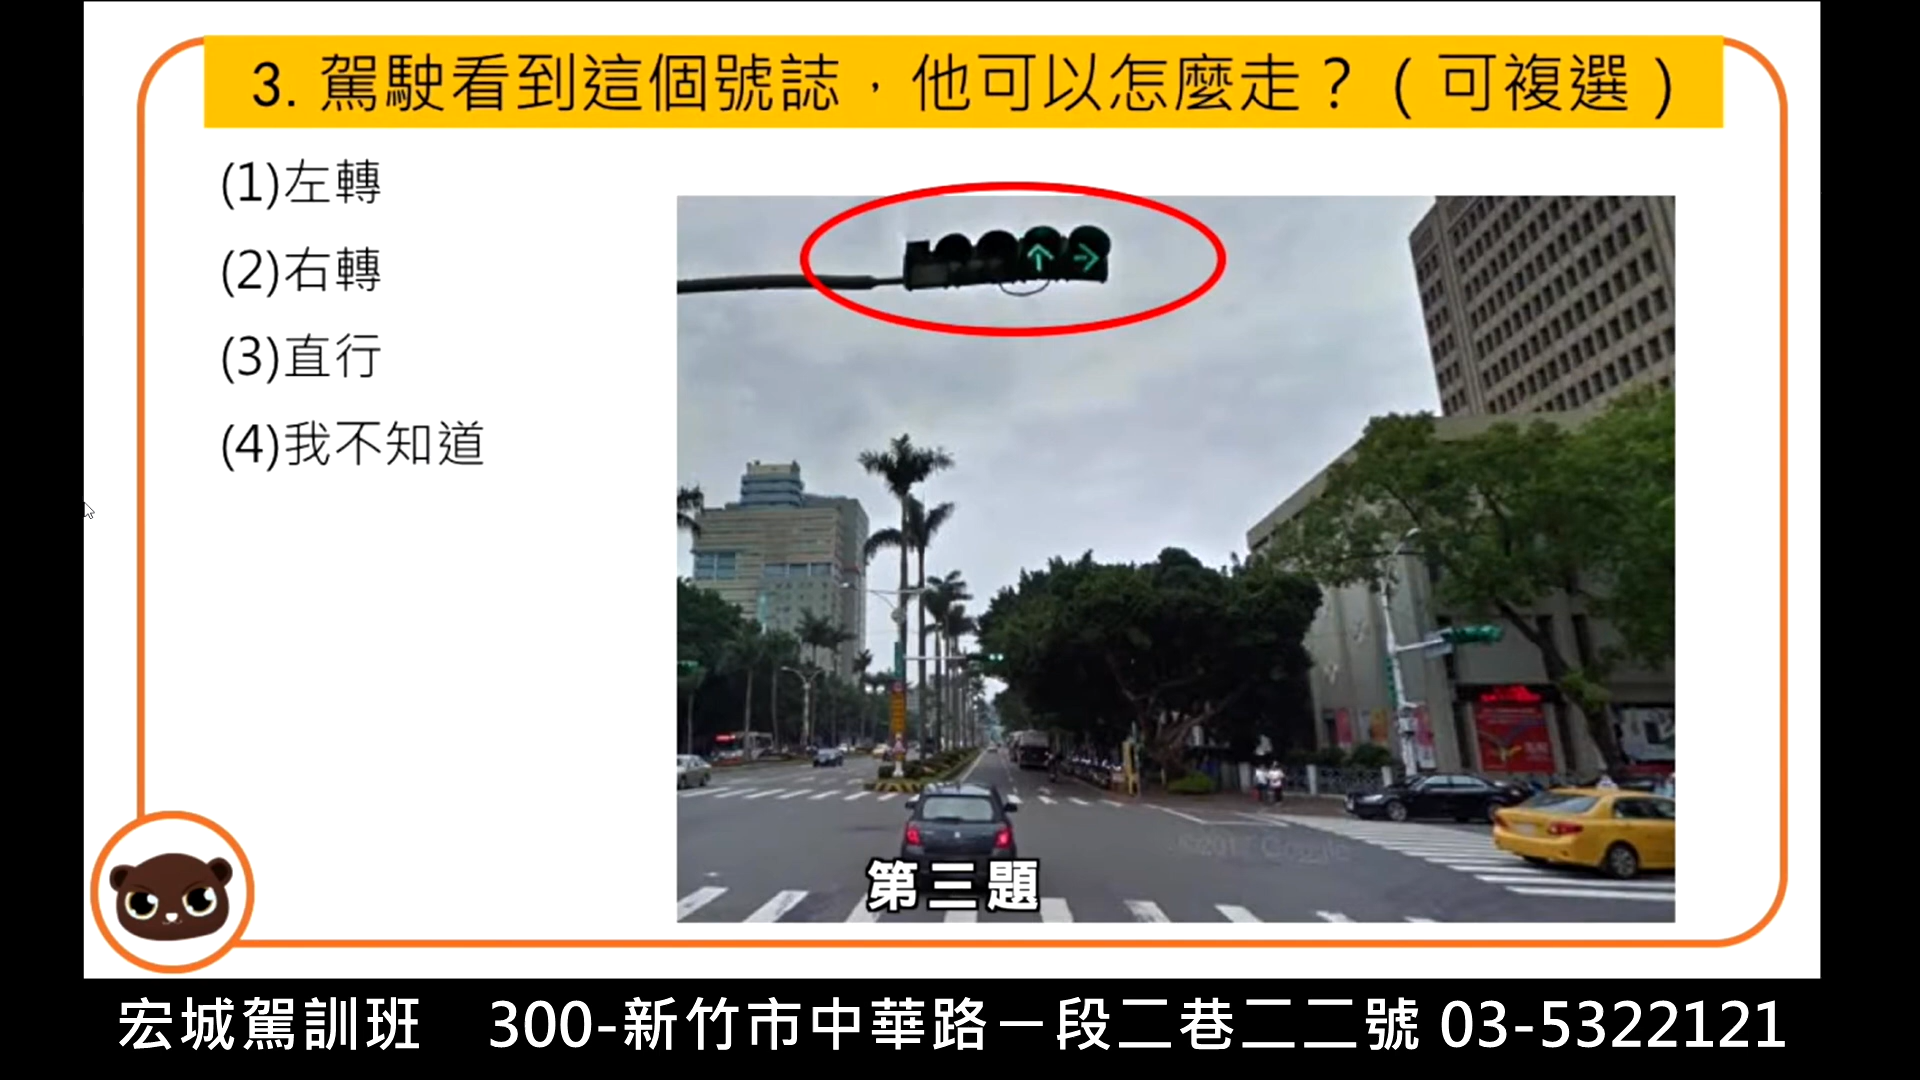 3. 駕駛看到這個號誌，他可以怎麼走？（可複選）
(1)左轉
(2)右轉
(3)直行
(4)我不知道
第三題
宏城駕訓班 300-新竹市中華路一段二巷二二號 03-5322121